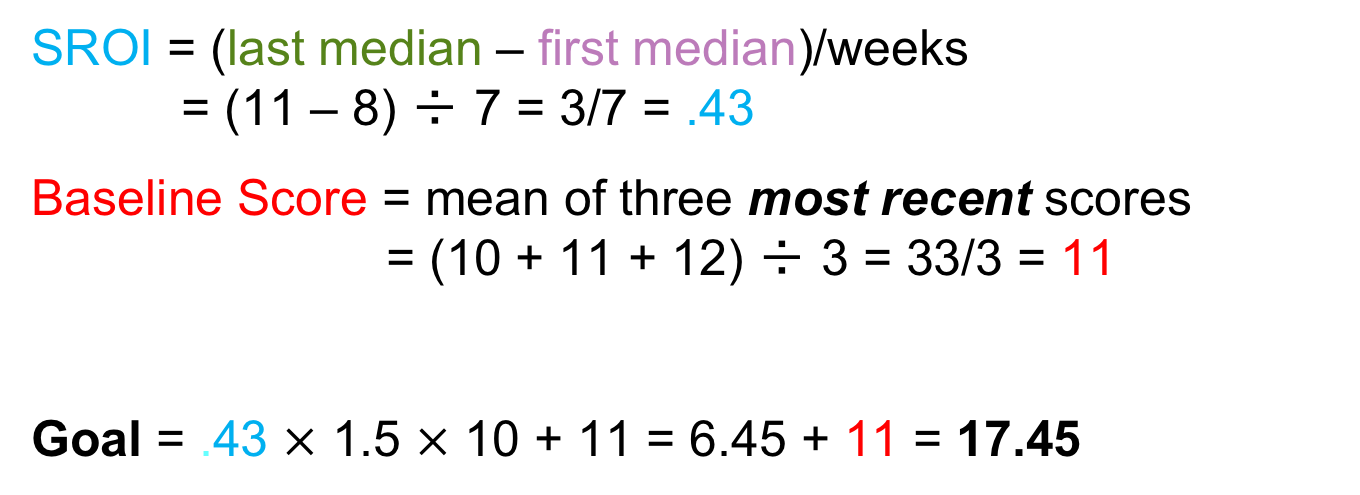 SROI = (last median – first median)/weeks
= (11 – 8) ÷ 7 = 3/7 = .43
Baseline Score = mean of three most recent scores
= (10 + 11 + 12) ÷ 3 = 33/3 = 11
Goal = .43 × 1.5 × 10 + 11 = 6.45 + 11 = 17.45